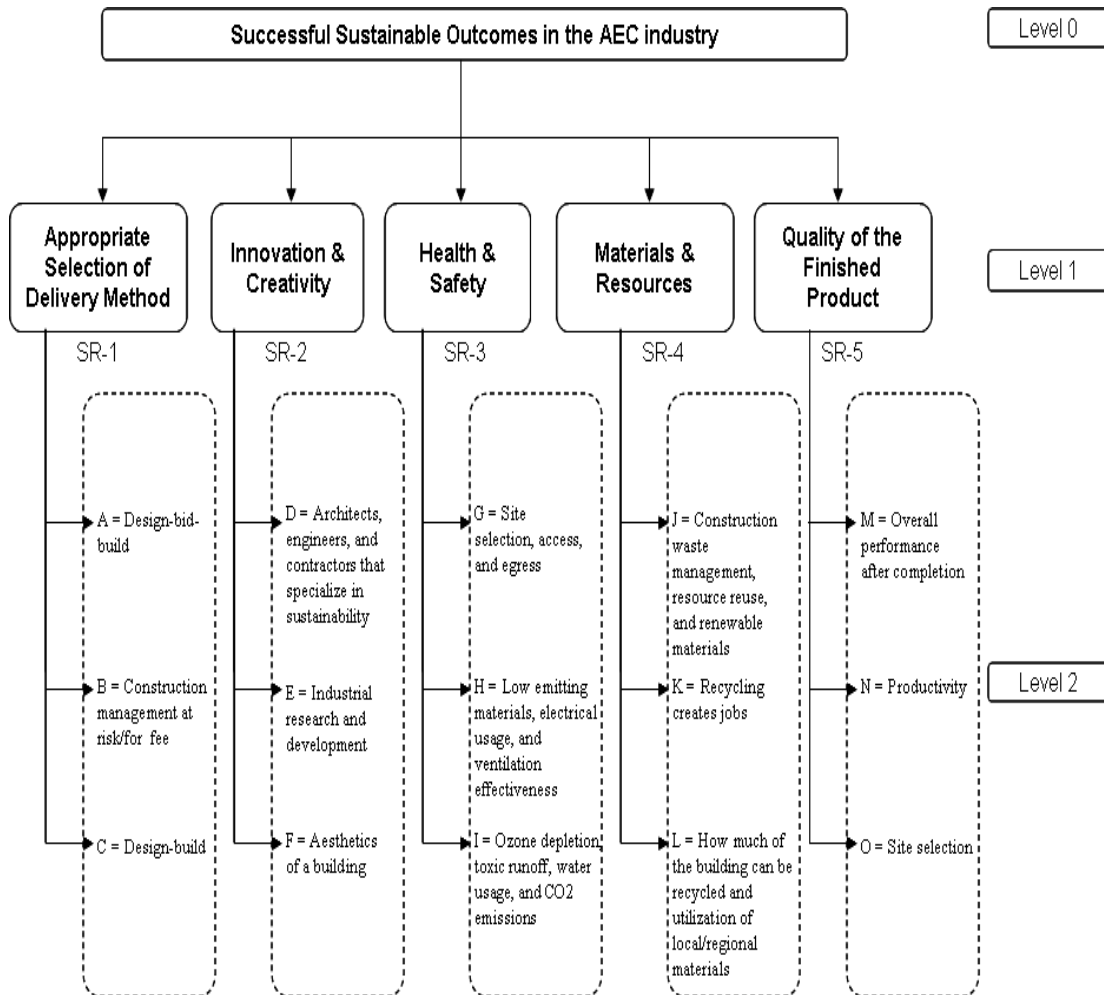 Successful Sustainable Outcomes in the AEC industry
Level 0
Appropriate
Selection of
Delivery Method
Innovation &
Creativity
Health &
Safety
Materials &
Resources
Quality of the
Finished
Product
Level 1
SR-1
SR-2
SR-3
SR-4
SR-5
A = Design-bid-
build
B = Construction
management at
risk/for fee
C = Design-build
D = Architects,
engineers, and
contractors that
specialize in
sustainability
E = Industrial
research and
development
F = Aesthetics
of a building
G = Site
selection, access,
and egress
H = Low emitting
materials, electrical
usage, and
ventilation
effectiveness
I = Ozone depletion,
toxic runoff, water
usage, and CO2
emissions
J = Construction
waste
management,
resource reuse,
and renewable
materials
K = Recycling
creates jobs
L = How much of
the building can be
recycled and
utilization of
local/regional
materials
M = Overall
performance
after completion
N = Productivity
O = Site selection
Level 2